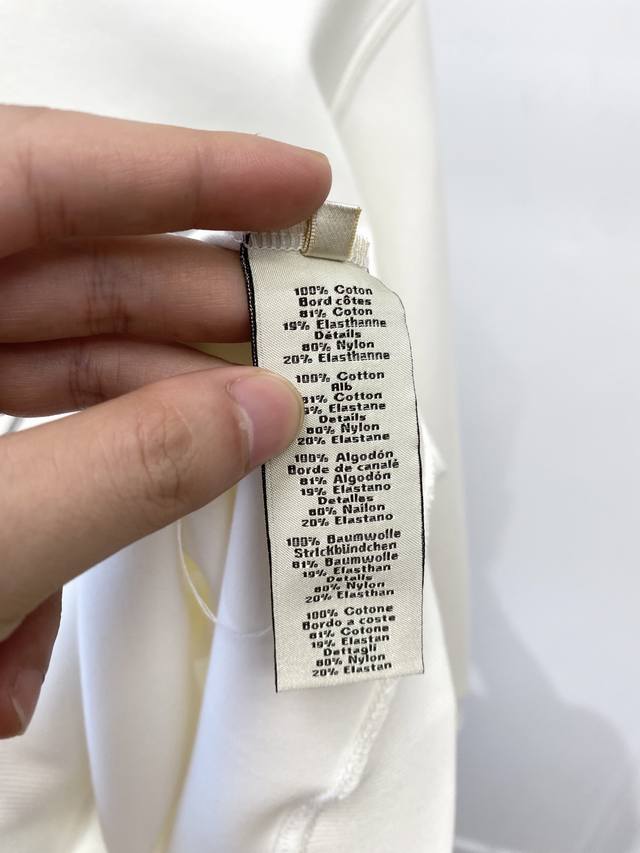 100% Coton
Bord côtes
81% Coton
19% Elasthanne
Détails
80% Nylon
20% Elasthanne
100% Cotton
Rib
81% Cotton
9% Elastane
Details
80% Nylon
20% Elastane
100% Algodón
Borde de canalé
81% Algodón
19% Elastano
Detalles
80% Nailon
20% Elastano
100% Baumwolle
Strickbündchen
81% Baumwolle
19% Elasthan
Details
80% Nylon
20% Elasthan
100% Cotone
Bordo a coste
81% Cotone
19% Elastan
Dettagli
80% Nylon
20% Elastan